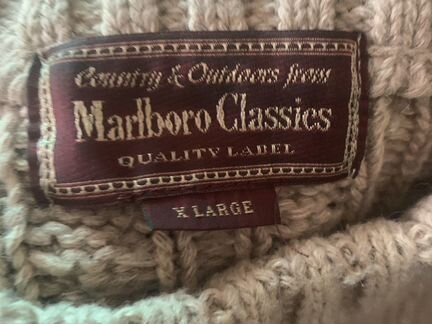 Country & Outdoors from
Marlboro Classics
QUALITY LABEL
X LARGE